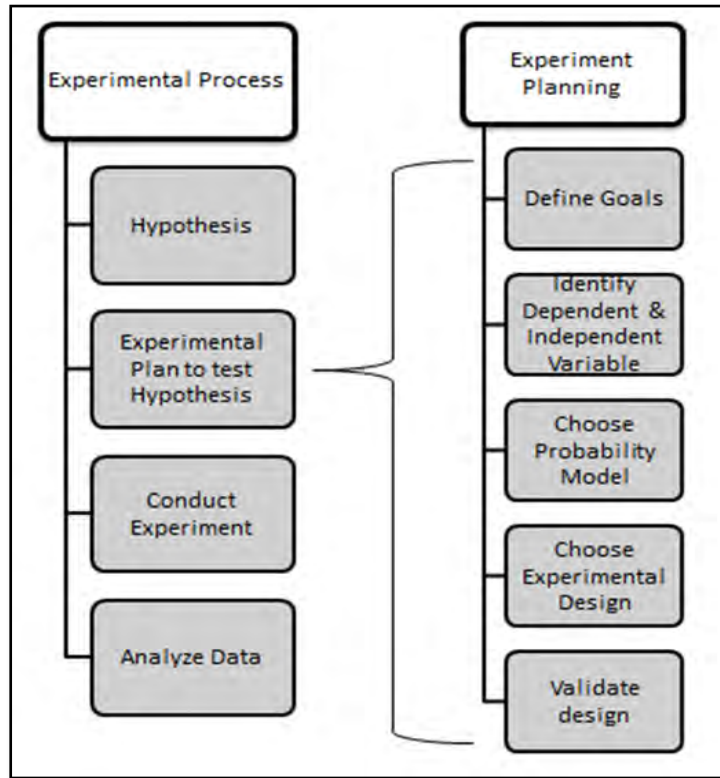 Experimental Process
Hypothesis
Experimental
Plan to test
Hypothesis
Conduct
Experiment
Analyze Data
Experiment
Planning
Define Goals
Identify
Dependent &
Independent
Variable
Choose
Probability
Model
Choose
Experimental
Design
Validate
design